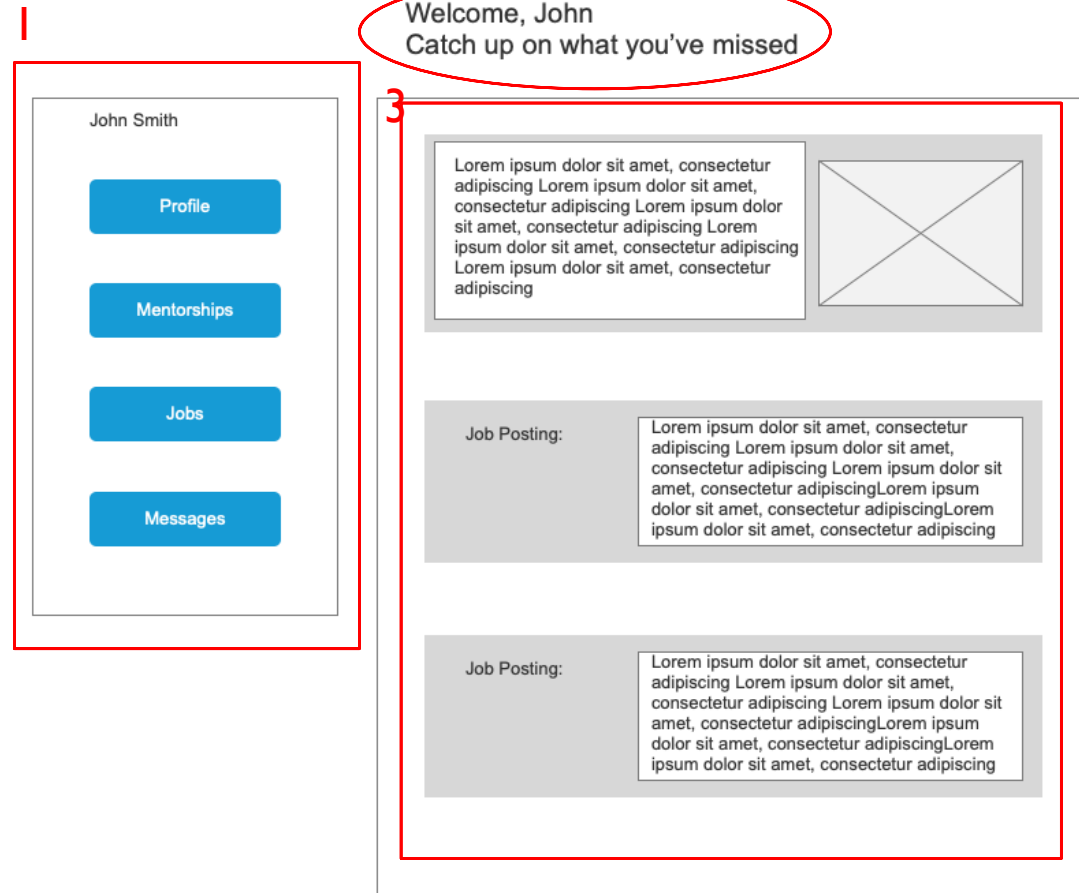 1
Welcome, John
Catch up on what you've missed
John Smith
Profile
Mentorships
Jobs
Messages
3
Lorem ipsum dolor sit amet, consectetur
adipiscing Lorem ipsum dolor sit amet,
consectetur adipiscing Lorem ipsum dolor
sit amet, consectetur adipiscing Lorem
ipsum dolor sit amet, consectetur adipiscing
Lorem ipsum dolor sit amet, consectetur
adipiscing
Job Posting:
Lorem ipsum dolor sit amet, consectetur
adipiscing Lorem ipsum dolor sit amet,
consectetur adipiscing Lorem ipsum dolor sit
amet, consectetur adipiscingLorem ipsum
dolor sit amet, consectetur adipiscingLorem
ipsum dolor sit amet, consectetur adipiscing
Job Posting:
Lorem ipsum dolor sit amet, consectetur
adipiscing Lorem ipsum dolor sit amet,
consectetur adipiscing Lorem ipsum dolor sit
amet, consectetur adipiscingLorem ipsum
dolor sit amet, consectetur adipiscingLorem
ipsum dolor sit amet, consectetur adipiscing